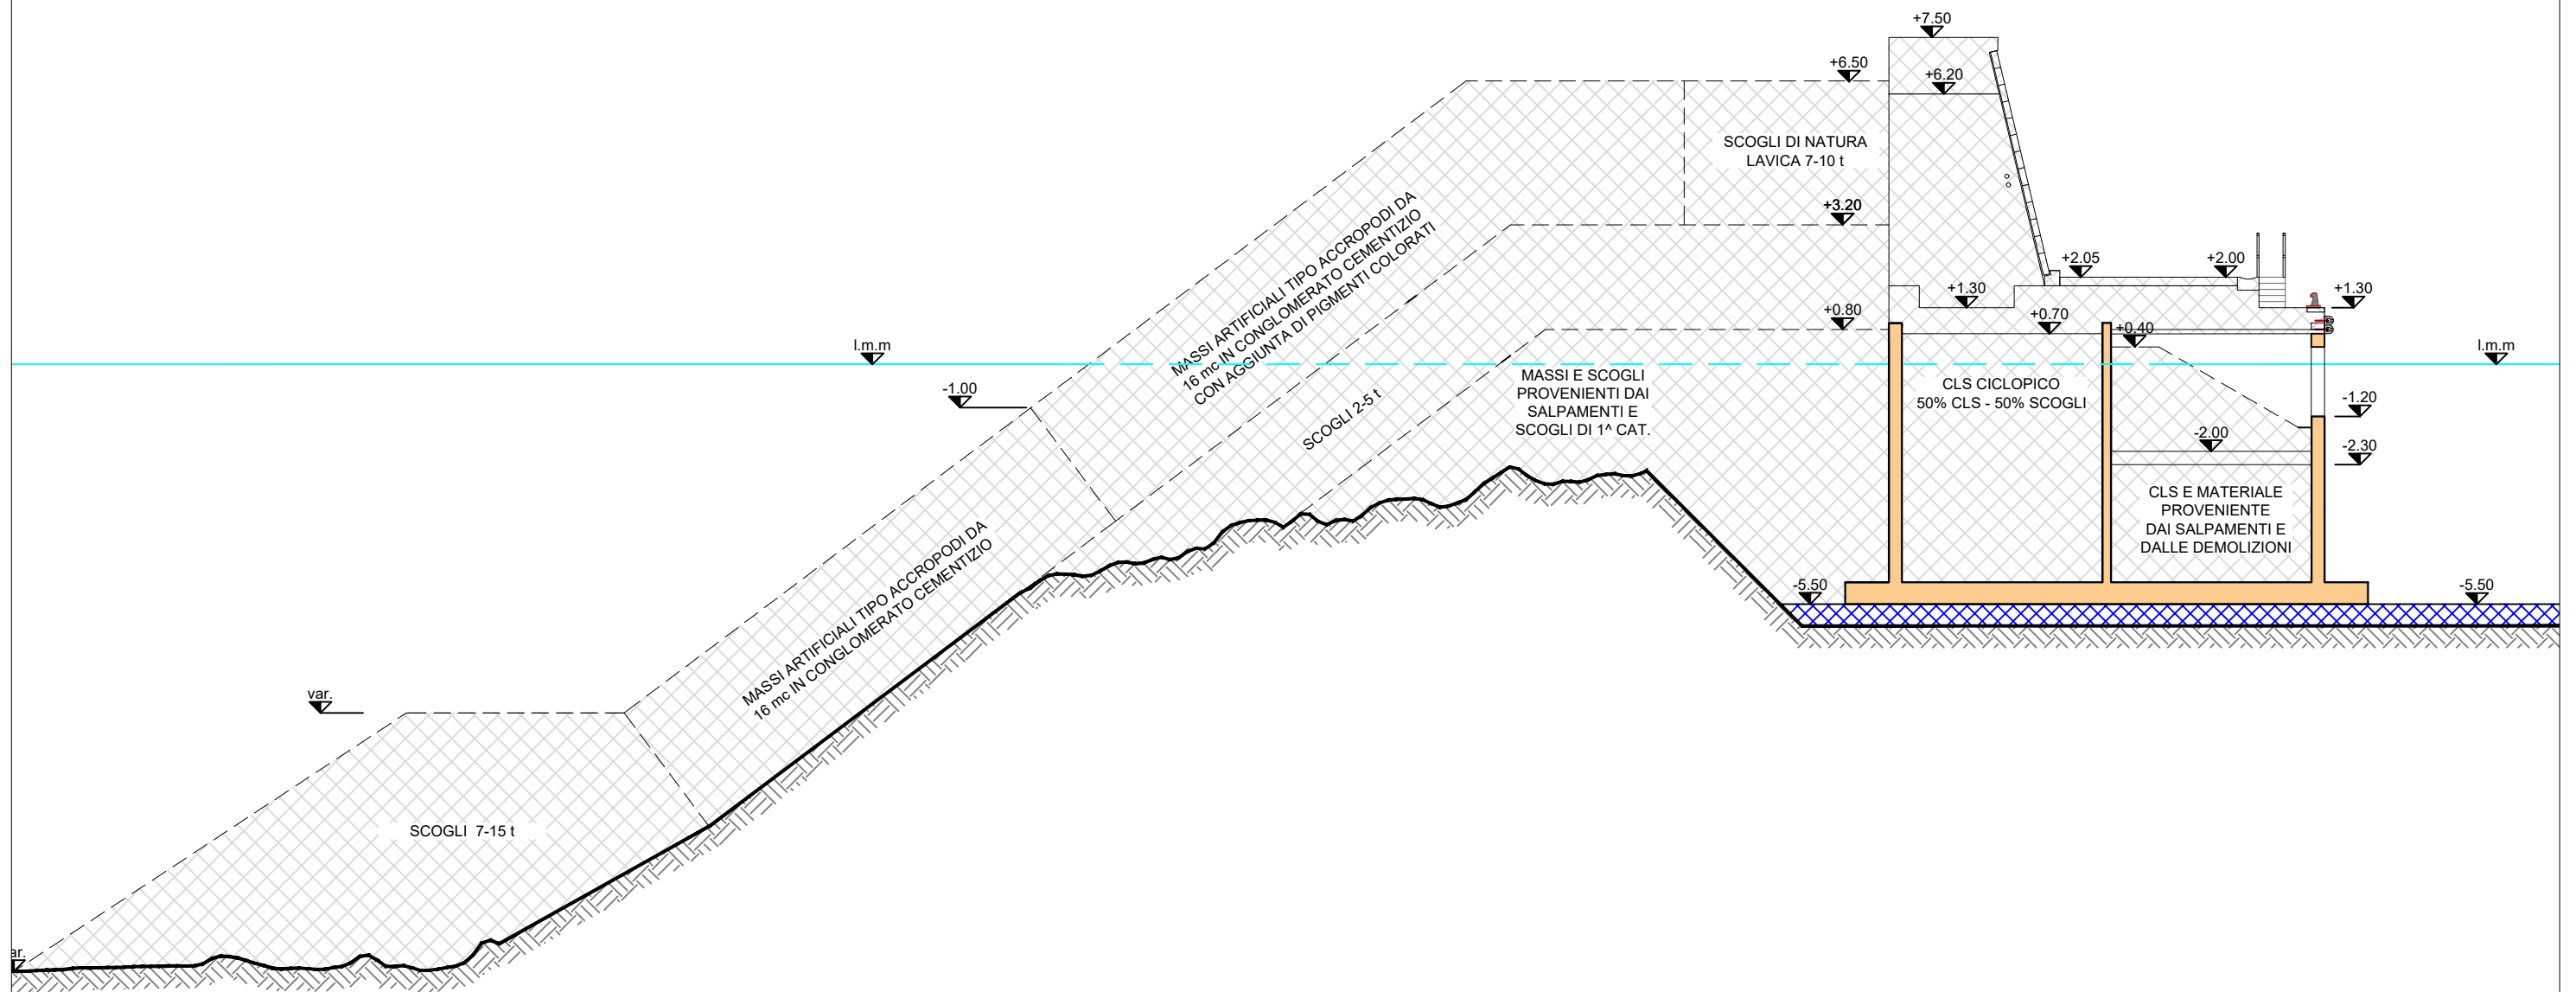 +7.50
+6.50
+6.20
SCOGLI DI NATURA
LAVICA 7-10 t
+3.20
MASSI ARTIFICIALI TIPO ACCROPODI DA
16 mc IN CONGLOMERATO CEMENTIZIO
CON AGGIUNTA DI PIGMENTI COLORATI
+2.05
+2.00
+1.30
+1.30
+0.80
+0.70
+0.40
l.m.m
l.m.m
-1.00
SCOGLI 2-5 t
MASSI E SCOGLI
PROVENIENTI DAI
SALPAMENTI E
SCOGLI DI 1^ CAT.
CLS CICLOPICO
50% CLS - 50% SCOGLI
-1.20
-2.00
-2.30
CLS E MATERIALE
PROVENIENTE
DAI SALPAMENTI E
DALLE DEMOLIZIONI
MASSI ARTIFICIALI TIPO ACCROPODI DA
16 mc IN CONGLOMERATO CEMENTIZIO
-5.50
-5.50
var.
SCOGLI 7-15 t
ar.